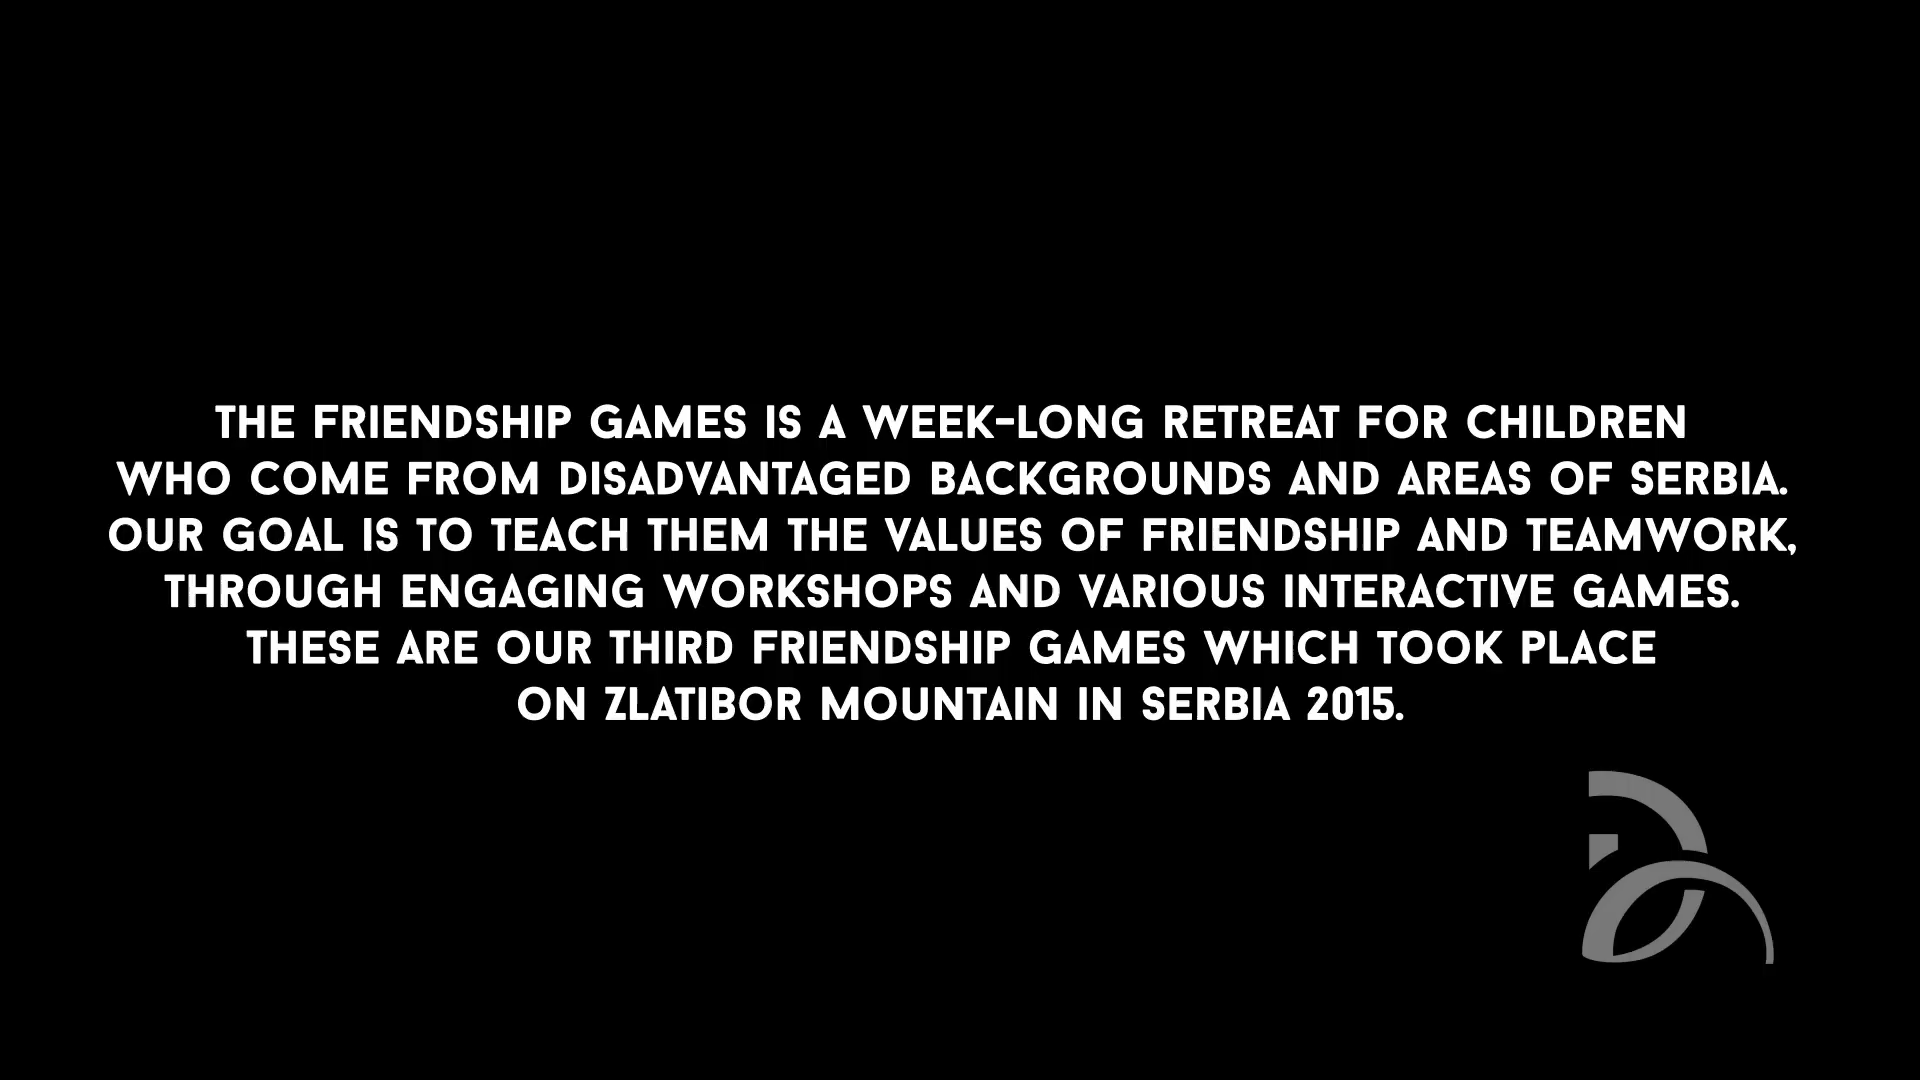 THE FRIENDSHIP GAMES IS A WEEK-LONG RETREAT FOR CHILDREN
WHO COME FROM DISADVANTAGED BACKGROUNDS AND AREAS OF SERBIA.
OUR GOAL IS TO TEACH THEM THE VALUES OF FRIENDSHIP AND TEAMWORK,
THROUGH ENGAGING WORKSHOPS AND VARIOUS INTERACTIVE GAMES.
THESE ARE OUR THIRD FRIENDSHIP GAMES WHICH TOOK PLACE
ON ZLATIBOR MOUNTAIN IN SERBIA 2015.